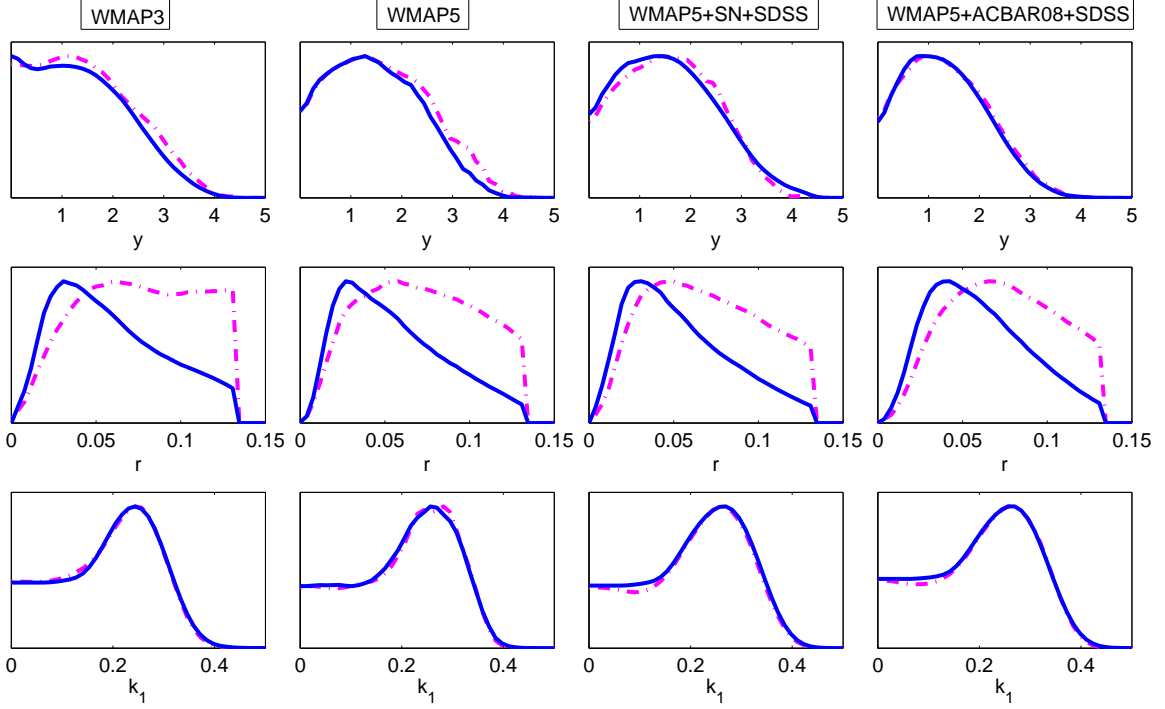 WMAP3 WMAP5 WMAP5+SN+SDSS WMAP5+ACBAR08+SDSS
1 2 3 4 5 1 2 3 4 5 1 2 3 4 5 1 2 3 4 5
y y y y
0 0.05 0.1 0.15 0 0.05 0.1 0.15 0 0.05 0.1 0.15 0 0.05 0.1 0.15
r r r r
0 0.2 0.4 0 0.2 0.4 0 0.2 0.4 0 0.2 0.4
k₁ k₁ k₁ k₁